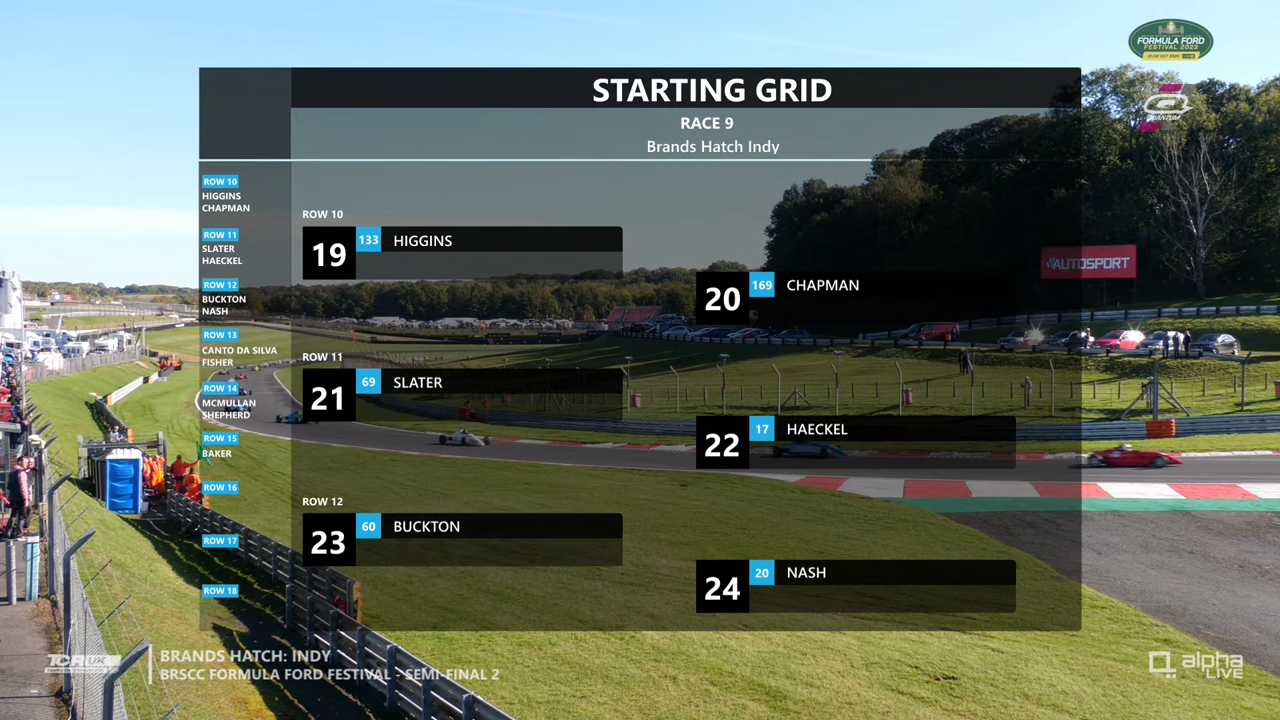 FORMULA FORD
FESTIVAL 2023
QUANTUM
STARTING GRID
RACE 9
Brands Hatch Indy
ROW 10
HIGGINS
CHAPMAN
ROW 11
SLATER
HAECKEL
ROW 12
BUCKTON
NASH
ROW 13
CANTO DA SILVA
FISHER
ROW 14
MCMULLAN
SHEPHERD
ROW 15
BAKER
ROW 16
ROW 17
ROW 18
ROW 10
19 133 HIGGINS
20 169 CHAPMAN
ROW 11
21 69 SLATER
22 17 HAECKEL
ROW 12
23 60 BUCKTON
24 20 NASH
AUTOSPORT
TCR UK
BRANDS HATCH: INDY
BRSCC FORMULA FORD FESTIVAL - SEMI-FINAL 2
alpha
LIVE